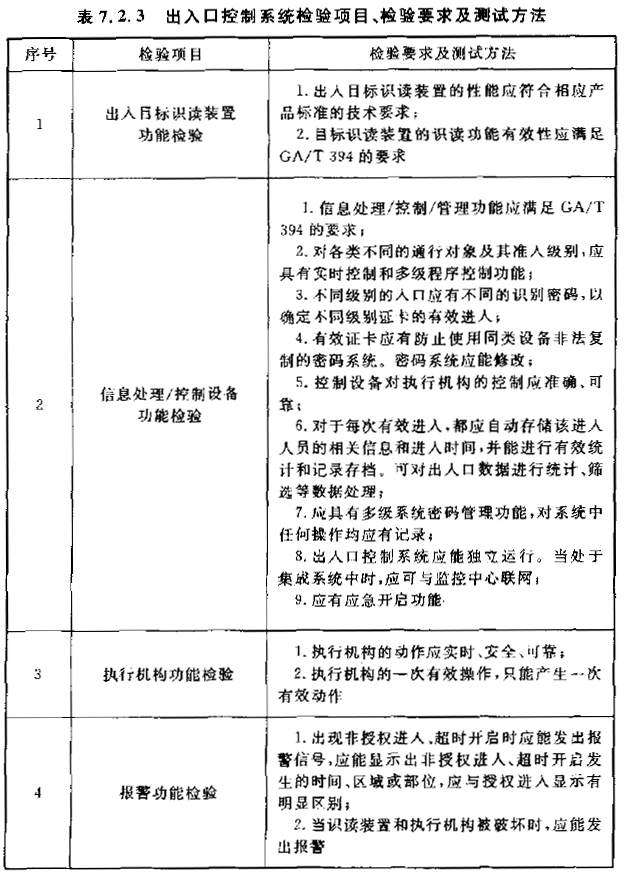 表 7.2.3 出入口控制系统检验项目、检验要求及测试方法
序号 检验项目 检验要求及测试方法
1
出入目标识读装置
功能检验
1.出入目标识读装置的性能应符合相应产
品标准的技术要求;
2.目标识读装置的识读功能有效性应满足
GA/T 394 的要求
2
信息处理/控制设备
功能检验
1.信息处理/控制/管理功能应满足 GA/T
394 的要求;
2.对各类不同的通行对象及其准入级别,应
具有实时控制和多级程序控制功能;
3.不同级别的入口应有不同的识别密码,以
确定不同级别证卡的有效进入;
4.有效证卡应有防止使用同类设备非法复
制的密码系统。密码系统应能修改;
5.控制设备对执行机构的控制应准确、可
靠;
6.对于每次有效进入,都应自动存储该进入
人员的相关信息和进入时间,并能进行有效统
计和记录存档。可对出入口数据进行统计、筛
选等数据处理;
7.应具有多级系统密码管理功能,对系统中
任何操作均应有记录;
8.出入口控制系统应能独立运行。当处于
集成系统中时,应可与监控中心联网;
9.应有应急开启功能
3
执行机构功能检验
1.执行机构的动作应实时、安全、可靠;
2.执行机构的一次有效操作,只能产生一次
有效动作
4
报警功能检验
1.出现非授权进入、超时开启时应能发出报
警信号,应能显示出非授权进入、超时开启发
生的时间、区域或部位,应与授权进入显示有
明显区别;
2.当识读装置和执行机构被破坏时,应能发
出报警